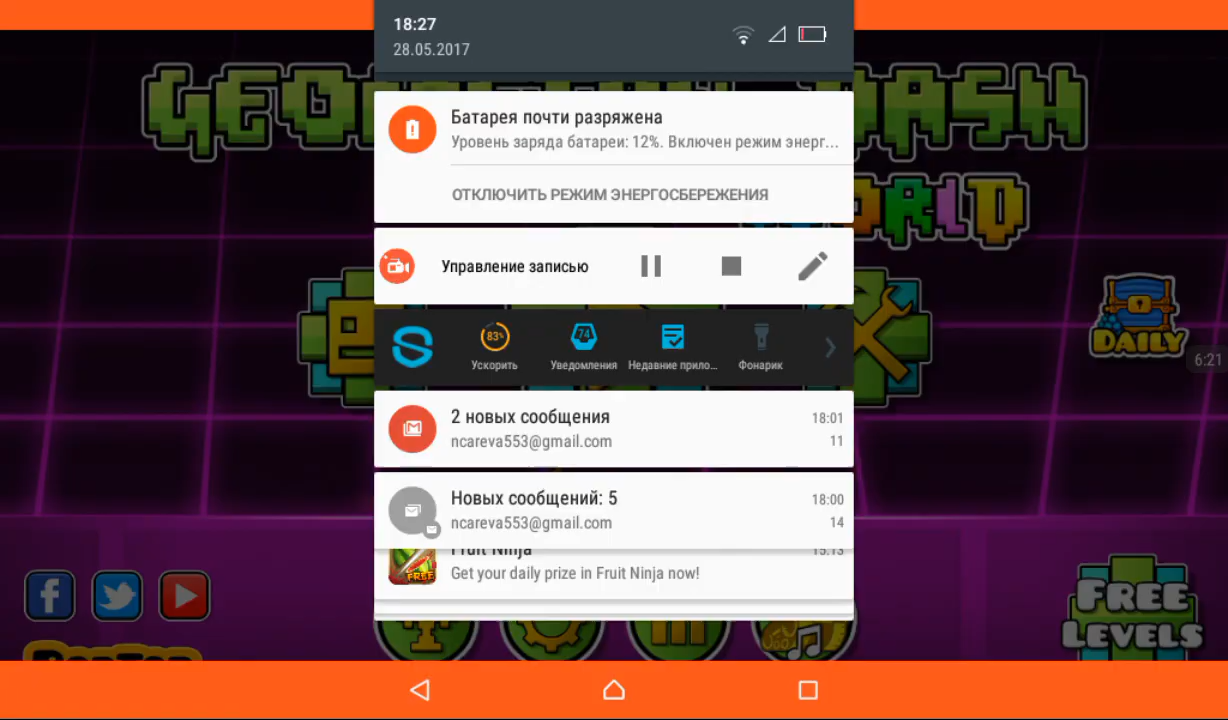 18:27
28.05.2017
Батарея почти разряжена
Уровень заряда батареи: 12%. Включен режим энерг...
ОТКЛЮЧИТЬ РЕЖИМ ЭНЕРГОСБЕРЕЖЕНИЯ
Управление записью
83%
74
Ускорить
Уведомления
Недавние прило...
Фонарик
DAILY
6:21
2 новых сообщения
18:01
ncareva553@gmail.com
11
Новых сообщений: 5
18:00
ncareva553@gmail.com
14
Fruit Ninja
15:13
FREE
Get your daily prize in Fruit Ninja now!
FREE
LEVELS